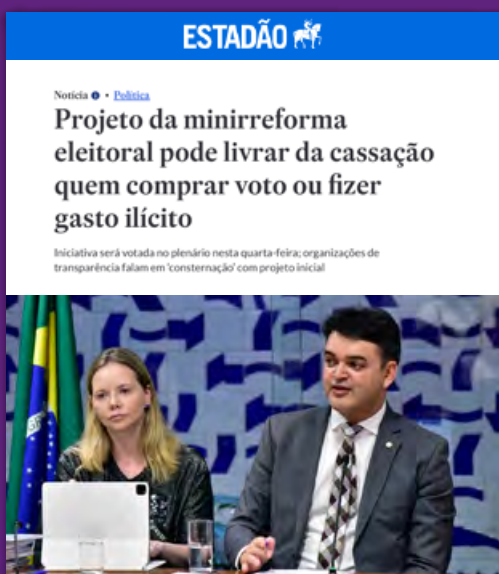 ESTADÃO
Notícia • Política
Projeto da minirreforma
eleitoral pode livrar da cassação
quem comprar voto ou fizer
gasto ilícito
Iniciativa será votada no plenário nesta quarta-feira; organizações de
transparência falam em 'consternação' com projeto inicial